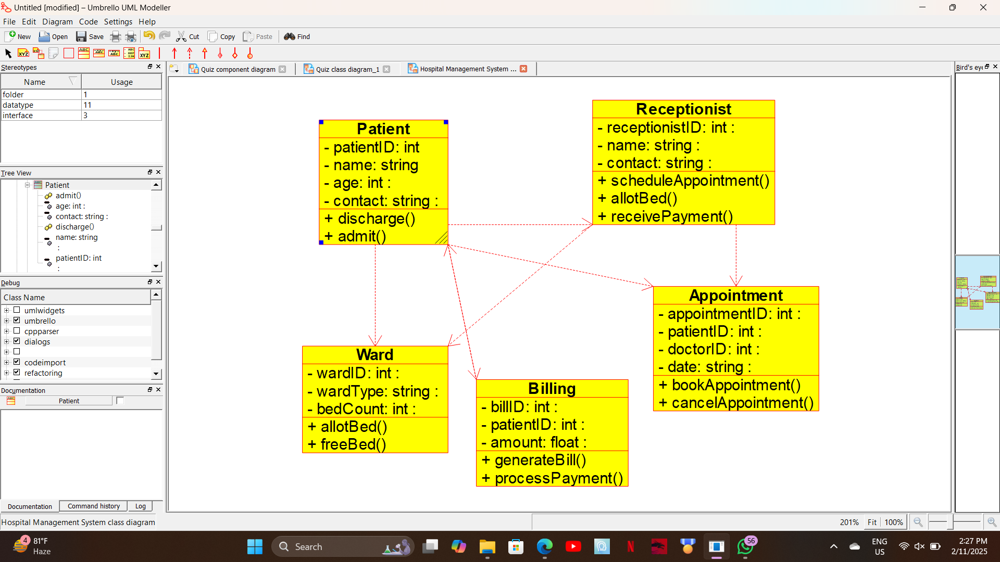 Untitled [modified] – Umbrello UML Modeller
File Edit Diagram Code Settings Help
New Open Save Cut Copy Paste Find
Stereotypes
Name Usage
folder 1
datatype 11
interface 3
Tree View
Patient
admit()
age: int :
contact: string :
discharge()
name: string
:
patientID: int
:
Debug
Class Name
umlwidgets
umbrello
cppparser
dialogs
codeimport
refactoring
Documentation
Patient
Documentation Command history Log
Hospital Management System class diagram
Quiz component diagram
Quiz class diagram_1
Hospital Management System ...
Patient
- patientID: int
- name: string
- age: int :
- contact: string :
+ discharge()
+ admit()
Receptionist
- receptionistID: int :
- name: string :
- contact: string :
+ scheduleAppointment()
+ allotBed()
+ receivePayment()
Ward
- wardID: int :
- wardType: string :
- bedCount: int :
+ allotBed()
+ freeBed()
Billing
- billID: int :
- patientID: int :
- amount: float :
+ generateBill()
+ processPayment()
Appointment
- appointmentID: int :
- patientID: int :
- doctorID: int :
- date: string :
+ bookAppointment()
+ cancelAppointment()
Bird's eye
201% Fit 100%
4
81°F
Haze
Search
56
ENG
US
2:27 PM
2/11/2025